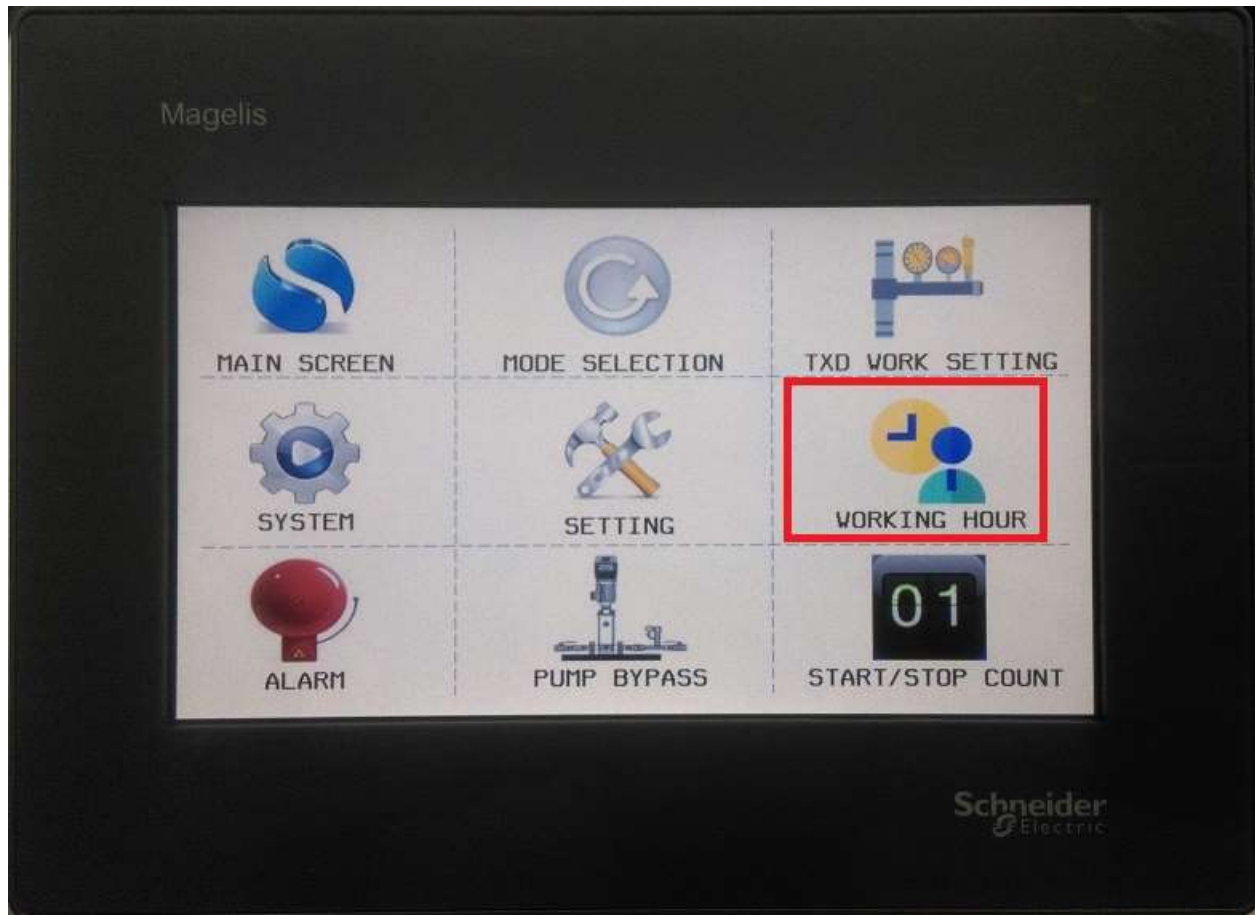 Magelis
MAIN SCREEN
MODE SELECTION
TXD WORK SETTING
SYSTEM
SETTING
WORKING HOUR
ALARM
PUMP BYPASS
01
START/STOP COUNT
Schneider
Electric